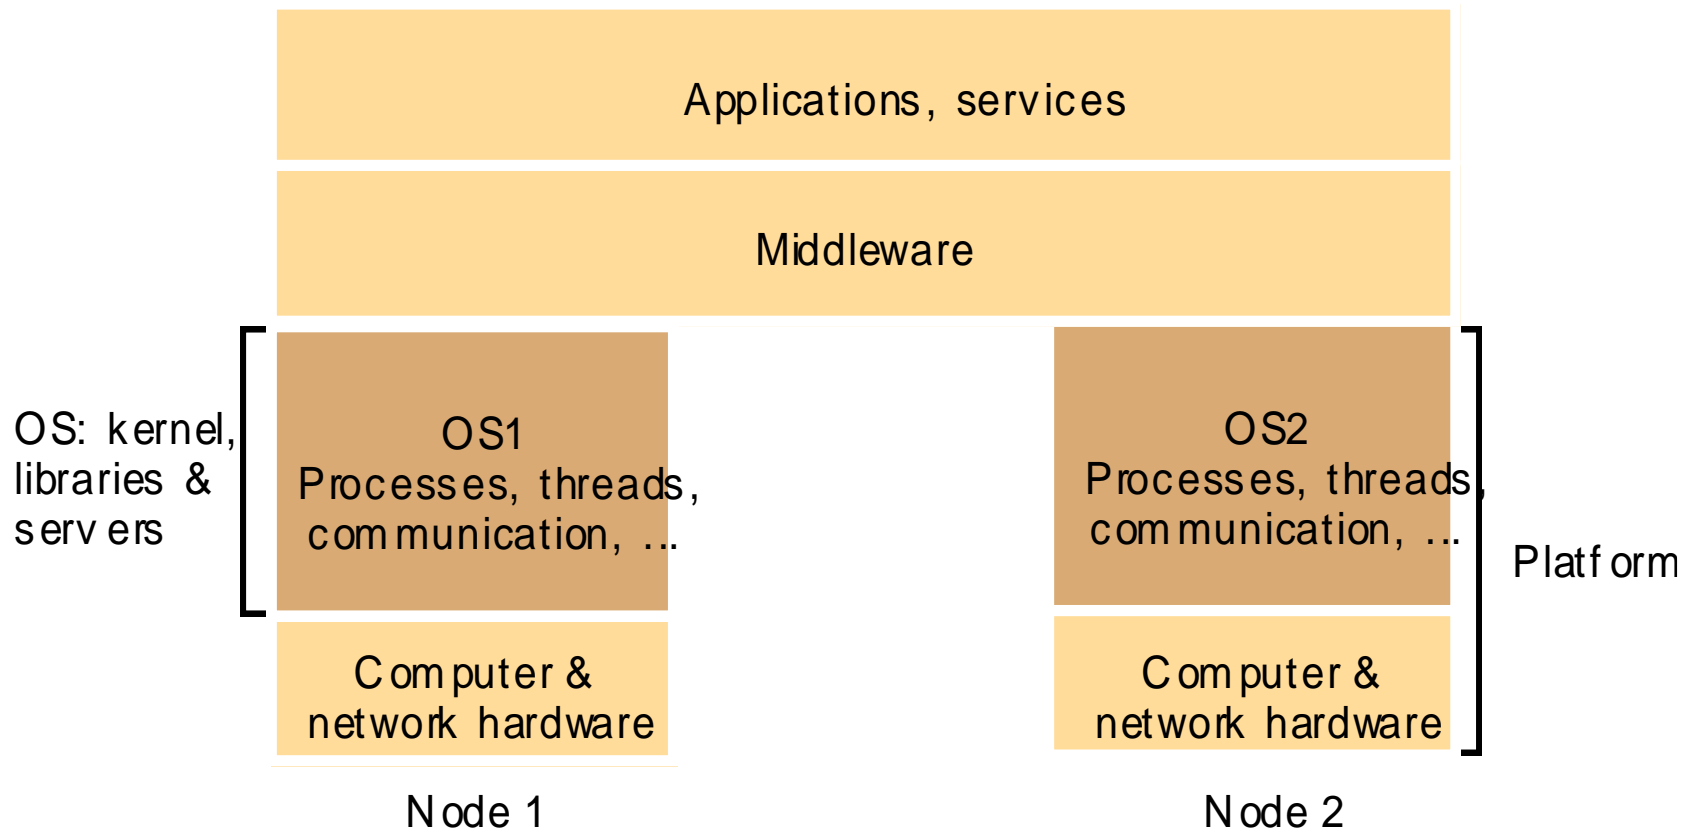 Applications, services
Middleware
OS: kernel,
libraries &
servers
OS1
Processes, threads,
communication, ...
OS2
Processes, threads,
communication, ...
Platform
Computer &
network hardware
Computer &
network hardware
Node 1
Node 2